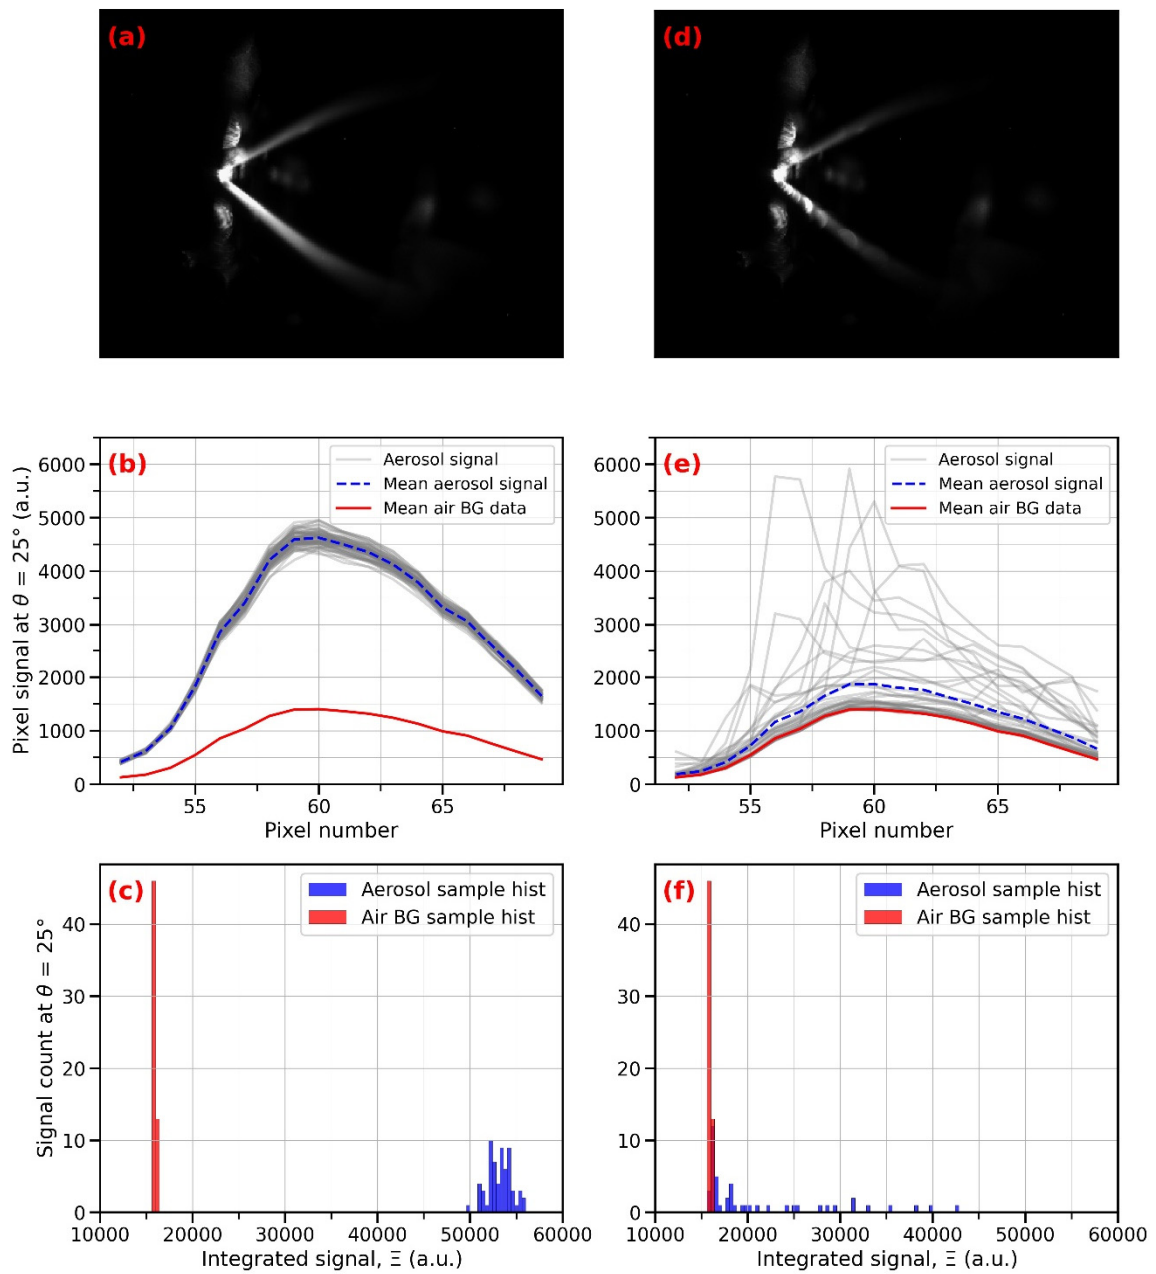 (a)
(d)
(b)
Aerosol signal
Mean aerosol signal
Mean air BG data
Pixel signal at θ = 25° (a.u.)
6000
5000
4000
3000
2000
1000
0
55
60
65
Pixel number
(e)
Aerosol signal
Mean aerosol signal
Mean air BG data
6000
5000
4000
3000
2000
1000
0
55
60
65
Pixel number
(c)
Aerosol sample hist
Air BG sample hist
Signal count at θ = 25°
40
30
20
10
0
10000
20000
30000
40000
50000
60000
Integrated signal, Ξ (a.u.)
(f)
Aerosol sample hist
Air BG sample hist
40
30
20
10
0
10000
20000
30000
40000
50000
60000
Integrated signal, Ξ (a.u.)